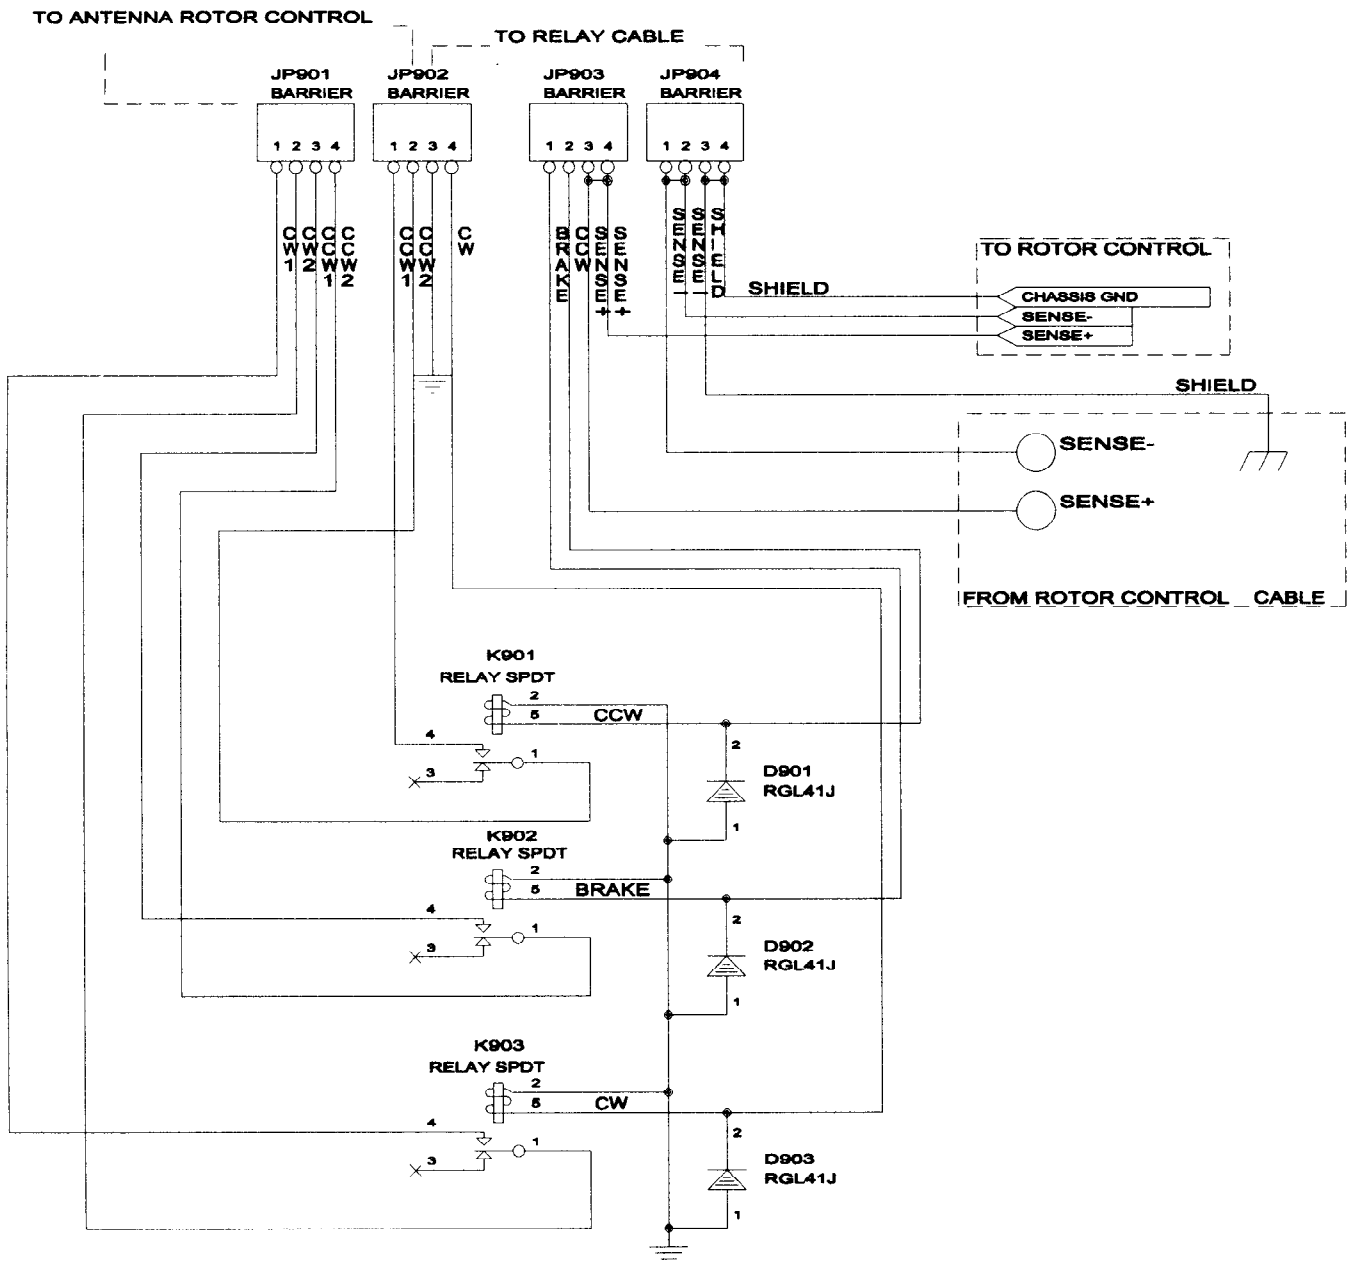 TO ANTENNA ROTOR CONTROL
TO RELAY CABLE
JP901
BARRIER
JP902
BARRIER
JP903
BARRIER
JP904
BARRIER
1 2 3 4
1 2 3 4
1 2 3 4
1 2 3 4
CW1
CW2
CCW1
CCW2
CCW1
CCW2
CW
BRAKE
CCW
SENSE+
SENSE+
SENSE-
SENSE-
SHIELD
TO ROTOR CONTROL
SHIELD
CHASSIS GND
SENSE-
SENSE+
SHIELD
SENSE-
SENSE+
FROM ROTOR CONTROL CABLE
K901
RELAY SPDT
2
5
CCW
4
1
3
2
D901
RGL41J
1
K902
RELAY SPDT
2
5
BRAKE
4
1
3
2
D902
RGL41J
1
K903
RELAY SPDT
2
5
CW
4
1
3
2
D903
RGL41J
1